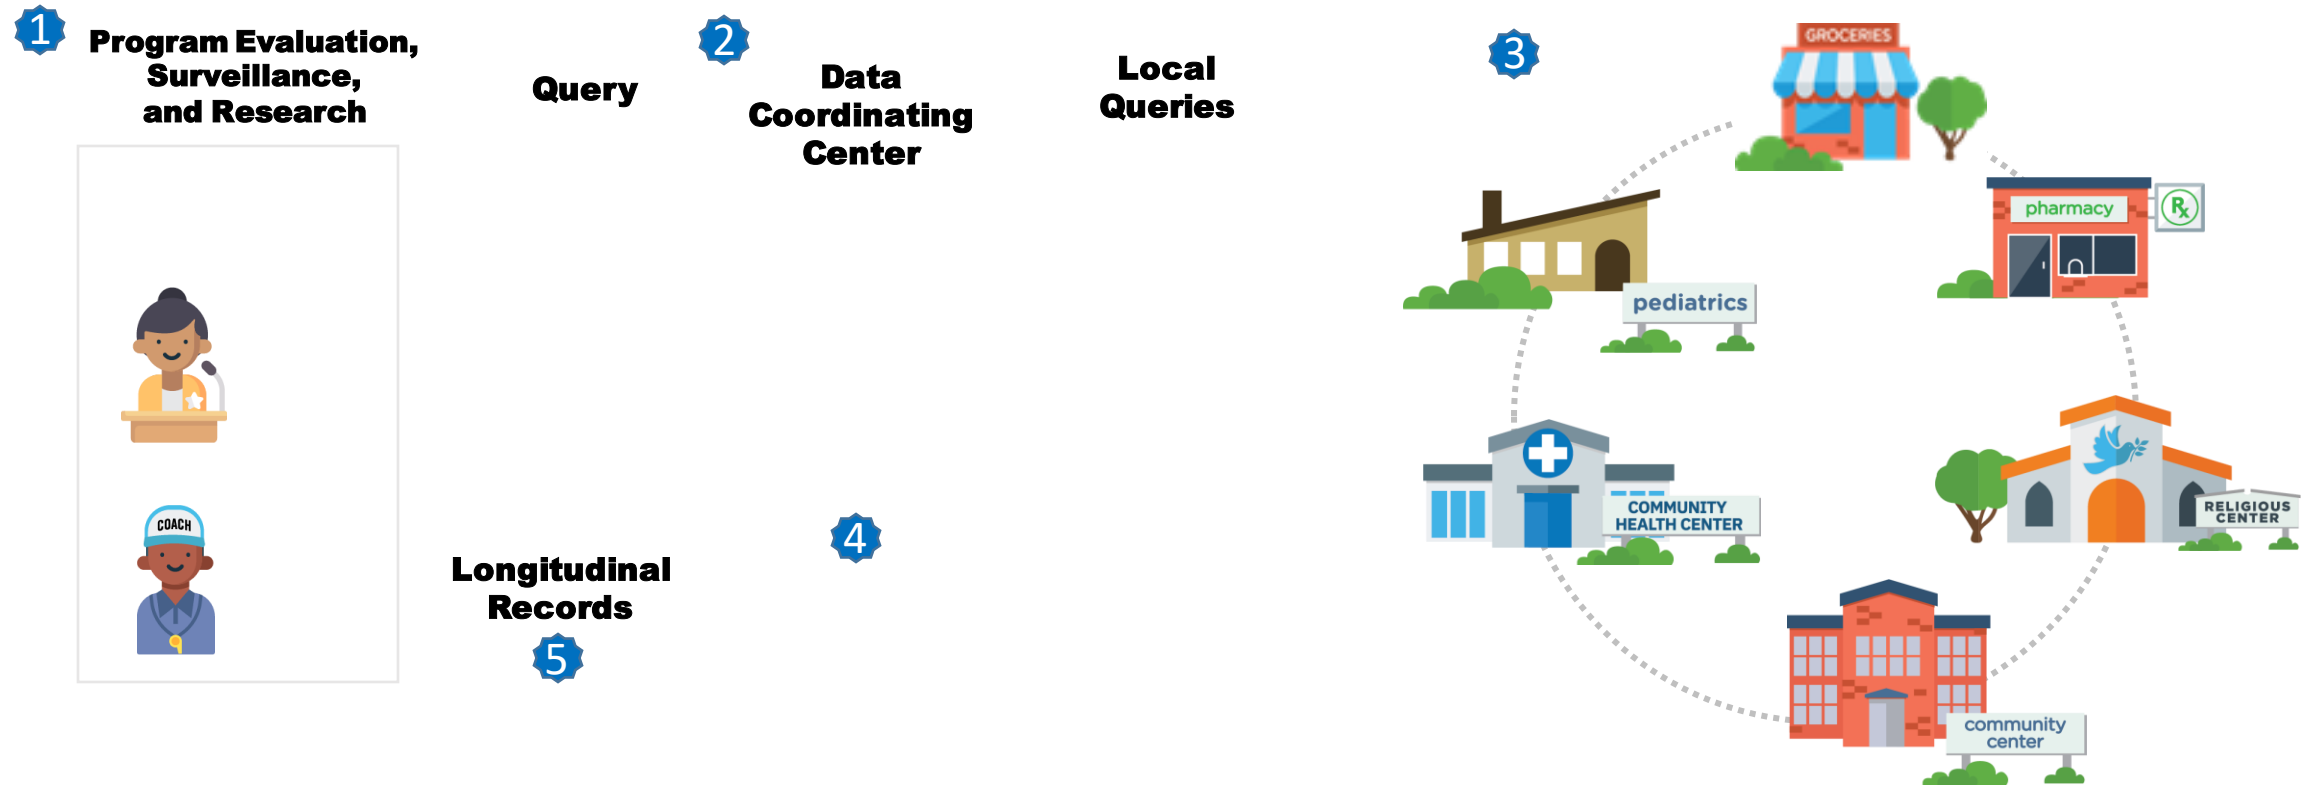 1
Program Evaluation,
Surveillance,
and Research
Query
2
Data
Coordinating
Center
Local
Queries
3
GROCERIES
pharmacy
Rx
pediatrics
COMMUNITY
HEALTH CENTER
RELIGIOUS
CENTER
community
center
COACH
4
Longitudinal
Records
5